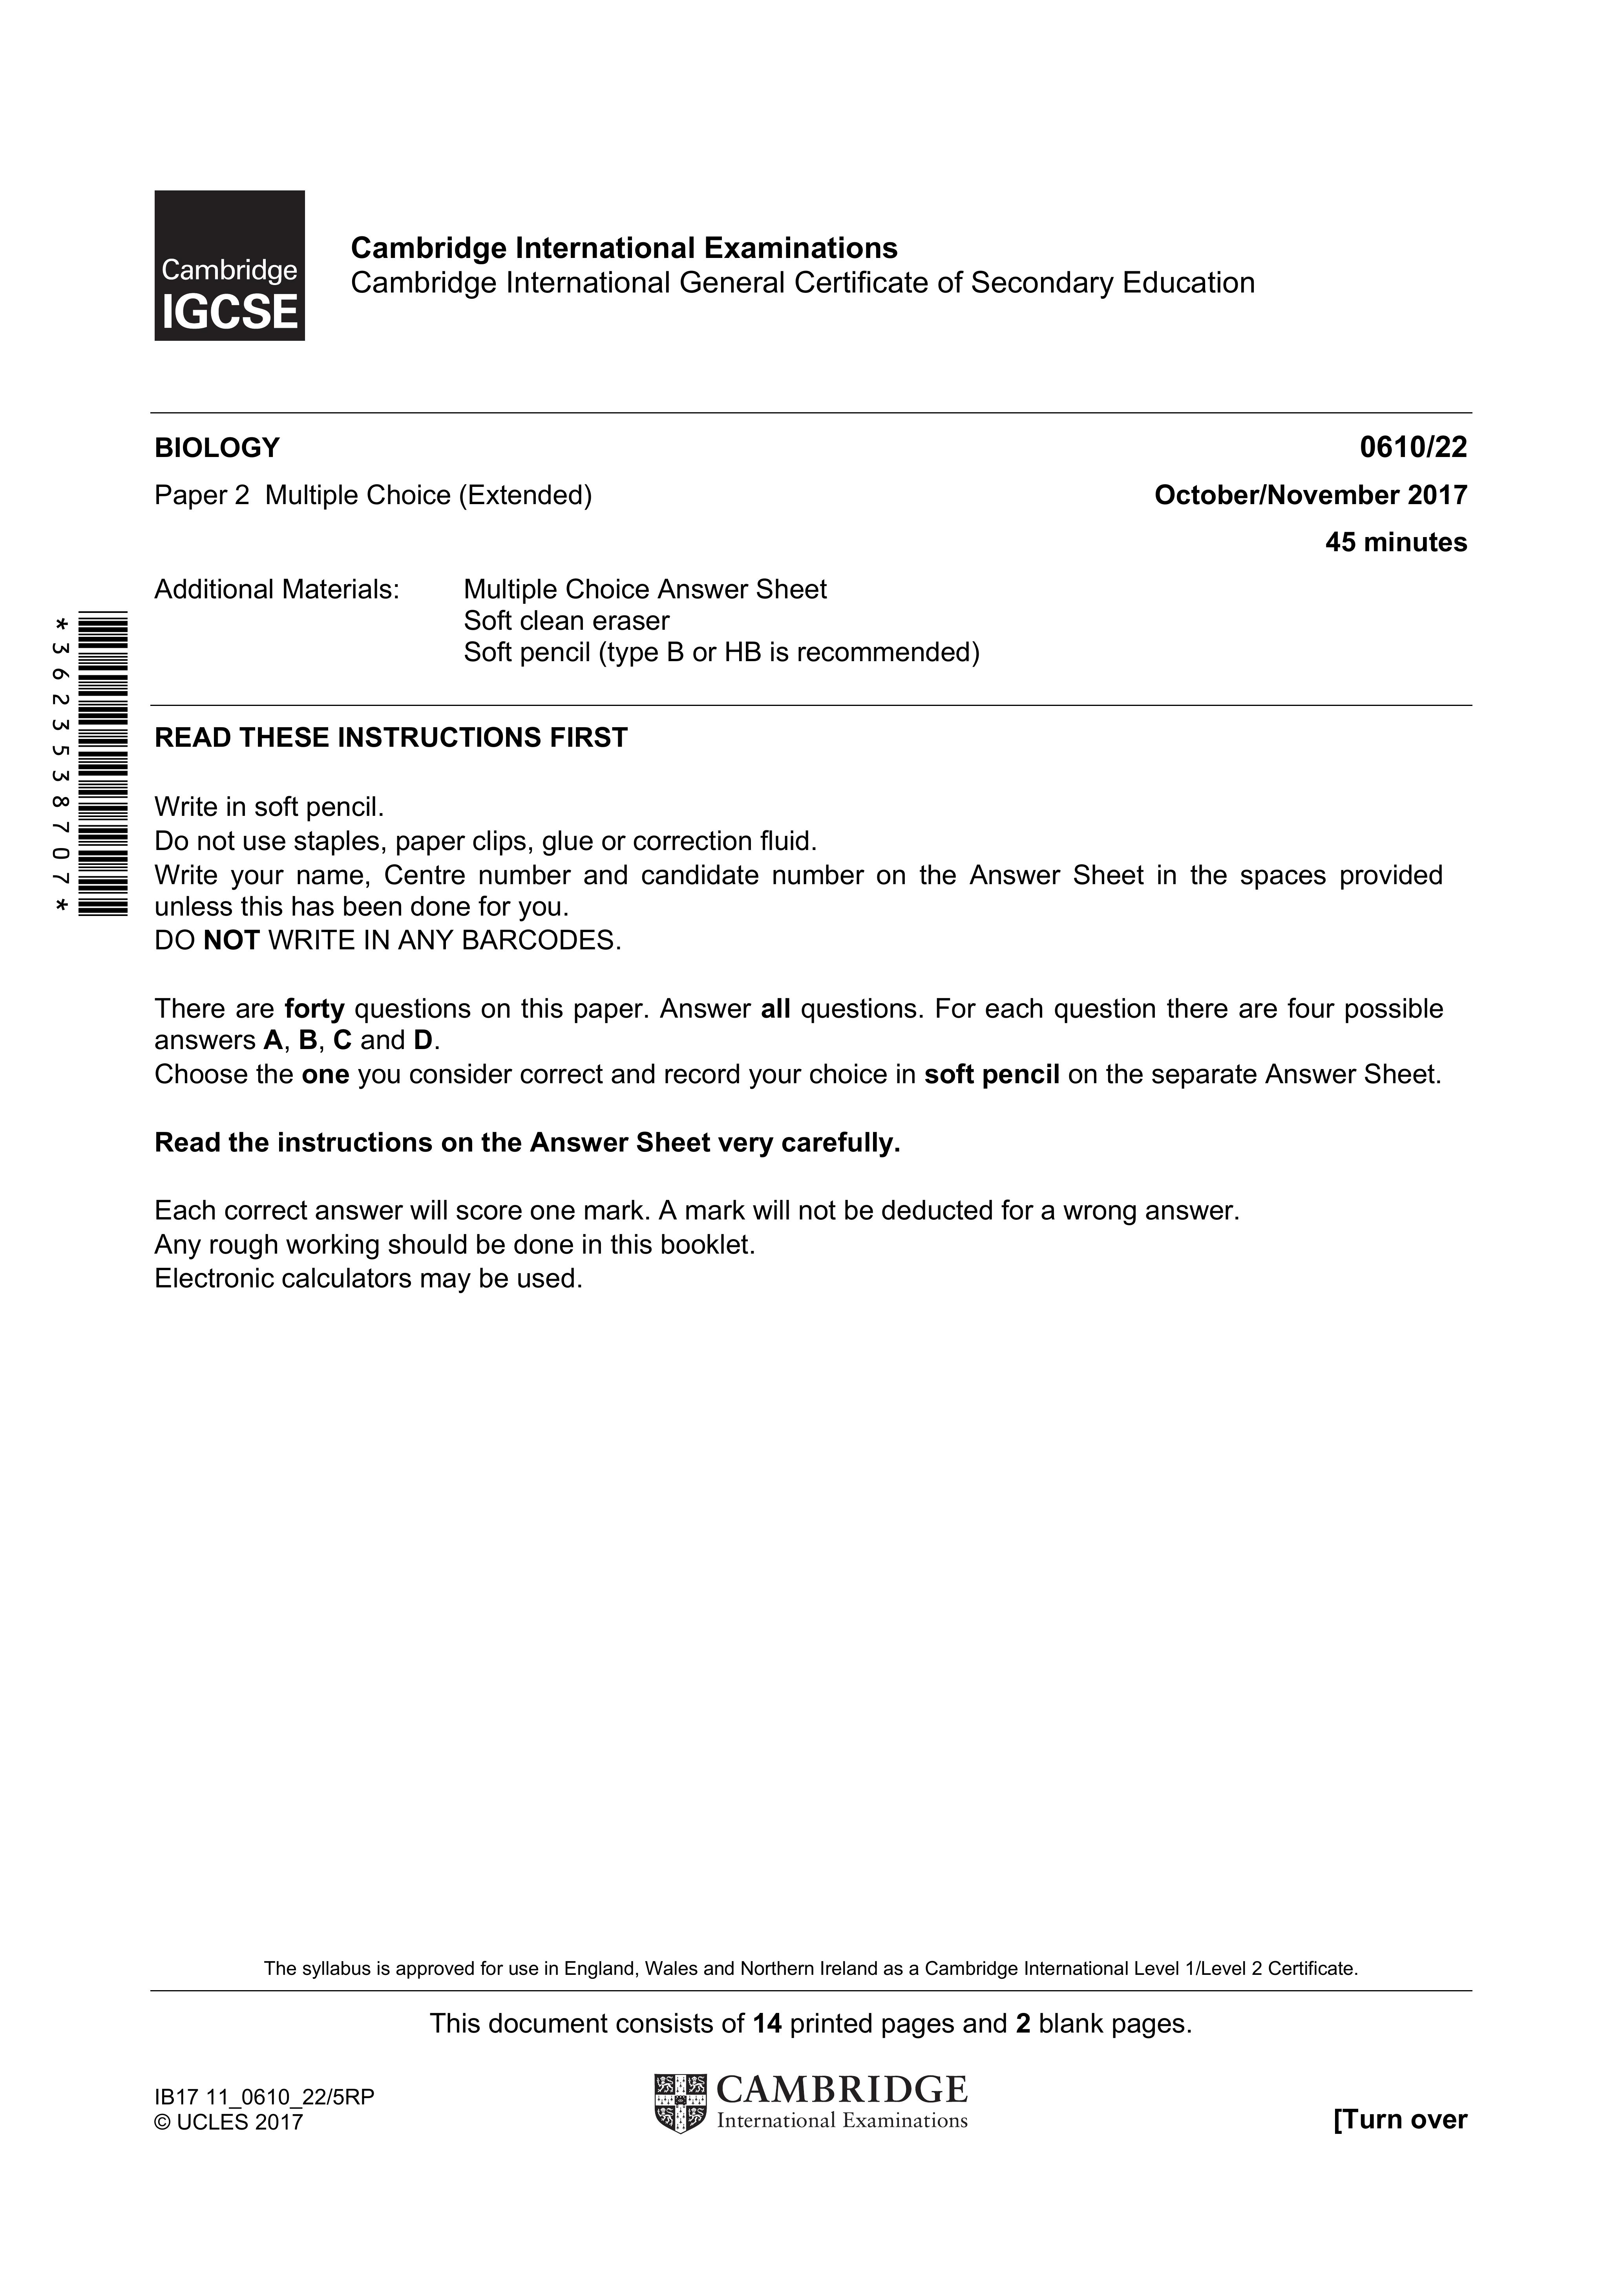 Cambridge
IGCSE
Cambridge International Examinations
Cambridge International General Certificate of Secondary Education
BIOLOGY 0610/22
Paper 2 Multiple Choice (Extended) October/November 2017
45 minutes
Additional Materials: Multiple Choice Answer Sheet
Soft clean eraser
Soft pencil (type B or HB is recommended)
*3623538707*
READ THESE INSTRUCTIONS FIRST
Write in soft pencil.
Do not use staples, paper clips, glue or correction fluid.
Write your name, Centre number and candidate number on the Answer Sheet in the spaces provided
unless this has been done for you.
DO NOT WRITE IN ANY BARCODES.
There are forty questions on this paper. Answer all questions. For each question there are four possible
answers A, B, C and D.
Choose the one you consider correct and record your choice in soft pencil on the separate Answer Sheet.
Read the instructions on the Answer Sheet very carefully.
Each correct answer will score one mark. A mark will not be deducted for a wrong answer.
Any rough working should be done in this booklet.
Electronic calculators may be used.
The syllabus is approved for use in England, Wales and Northern Ireland as a Cambridge International Level 1/Level 2 Certificate.
This document consists of 14 printed pages and 2 blank pages.
IB17 11_0610_22/5RP
© UCLES 2017
CAMBRIDGE
International Examinations
[Turn over